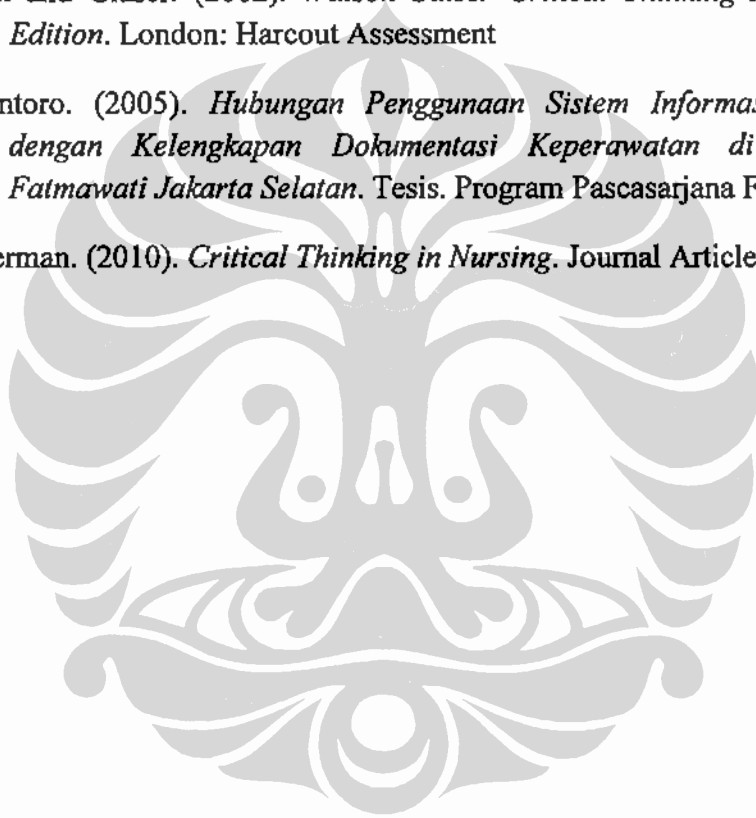 Edition. London: Harcout Assessment
ntoro. (2005). Hubungan Penggunaan Sistem Informas
dengan Kelengkapan Dokumentasi Keperawatan di
Fatmawati Jakarta Selatan. Tesis. Program Pascasarjana F
erman. (2010). Critical Thinking in Nursing. Journal Article